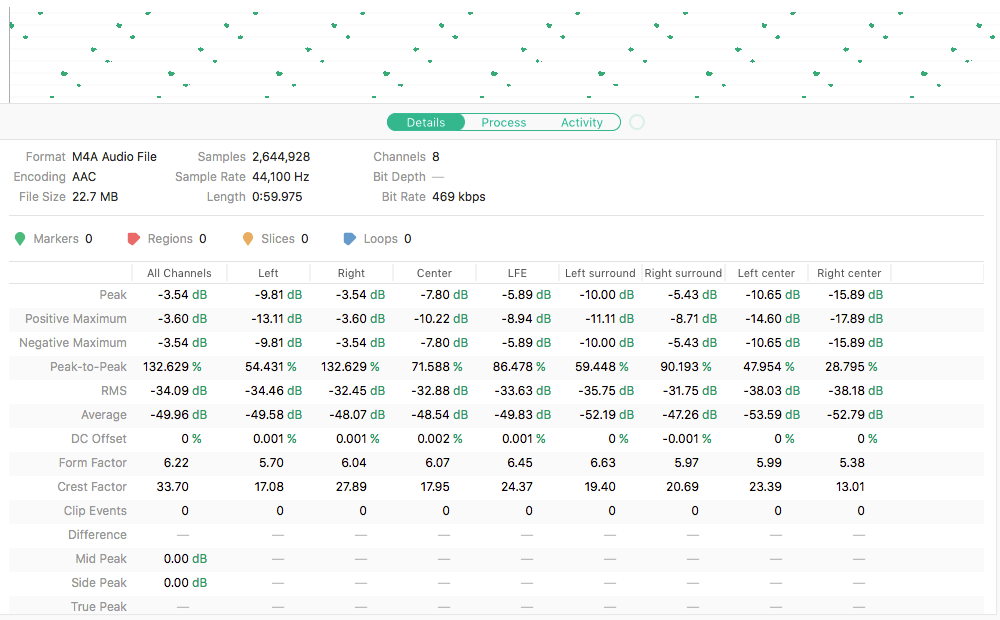 Details Process Activity
Format M4A Audio File Samples 2,644,928 Channels 8
Encoding AAC Sample Rate 44,100 Hz Bit Depth —
File Size 22.7 MB Length 0:59.975 Bit Rate 469 kbps
Markers 0 Regions 0 Slices 0 Loops 0
All Channels Left Right Center LFE Left surround Right surround Left center Right center
Peak -3.54 dB -9.81 dB -3.54 dB -7.80 dB -5.89 dB -10.00 dB -5.43 dB -10.65 dB -15.89 dB
Positive Maximum -3.60 dB -13.11 dB -3.60 dB -10.22 dB -8.94 dB -11.11 dB -8.71 dB -14.60 dB -17.89 dB
Negative Maximum -3.54 dB -9.81 dB -3.54 dB -7.80 dB -5.89 dB -10.00 dB -5.43 dB -10.65 dB -15.89 dB
Peak-to-Peak 132.629 % 54.431 % 132.629 % 71.588 % 86.478 % 59.448 % 90.193 % 47.954 % 28.795 %
RMS -34.09 dB -34.46 dB -32.45 dB -32.88 dB -33.63 dB -35.75 dB -31.75 dB -38.03 dB -38.18 dB
Average -49.96 dB -49.58 dB -48.07 dB -48.54 dB -49.83 dB -52.19 dB -47.26 dB -53.59 dB -52.79 dB
DC Offset 0 % 0.001 % 0.001 % 0.002 % 0.001 % 0 % -0.001 % 0 % 0 %
Form Factor 6.22 5.70 6.04 6.07 6.45 6.63 5.97 5.99 5.38
Crest Factor 33.70 17.08 27.89 17.95 24.37 19.40 20.69 23.39 13.01
Clip Events 0 0 0 0 0 0 0 0 0
Difference — — — — — — — — —
Mid Peak 0.00 dB — — — — — — — —
Side Peak 0.00 dB — — — — — — — —
True Peak — — — — — — — — —